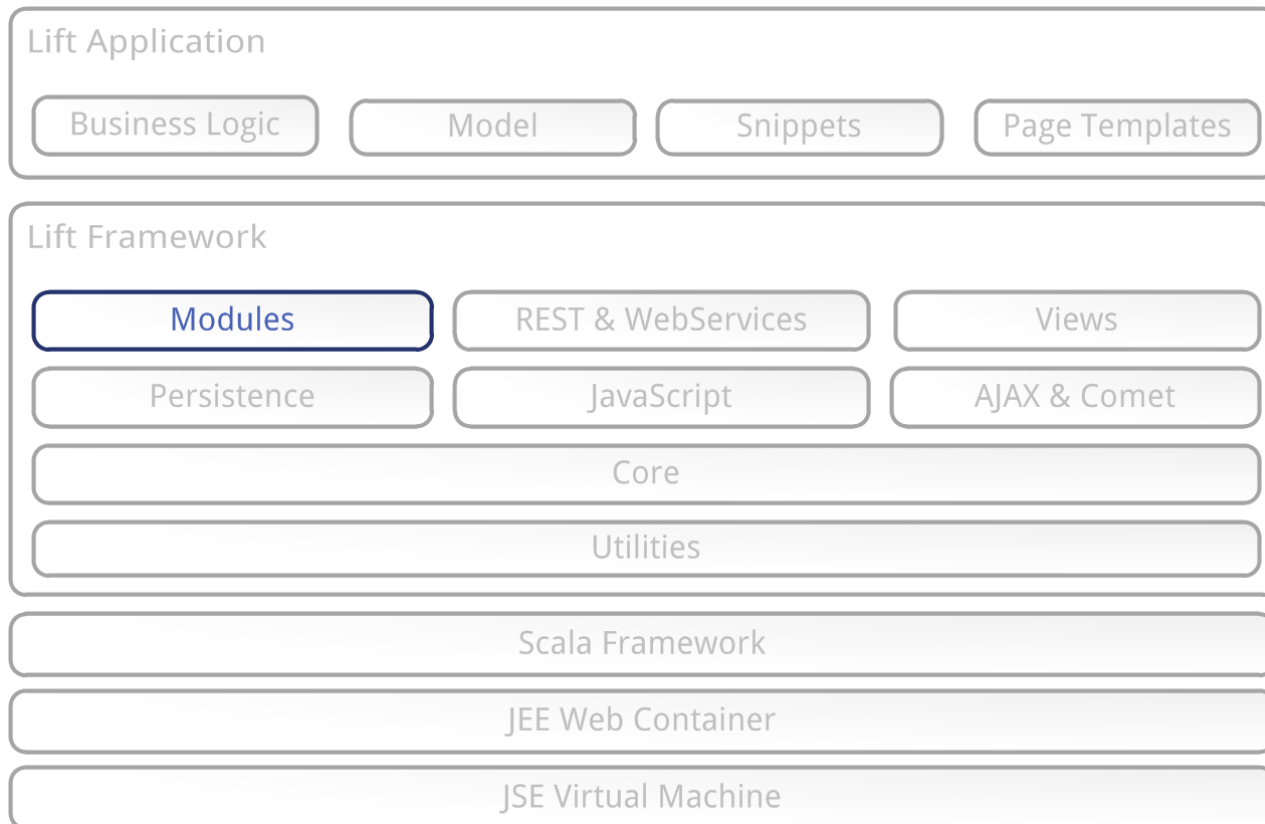 Lift Application
Business Logic Model Snippets Page Templates
Lift Framework
Modules REST & WebServices Views
Persistence JavaScript AJAX & Comet
Core
Utilities
Scala Framework
JEE Web Container
JSE Virtual Machine